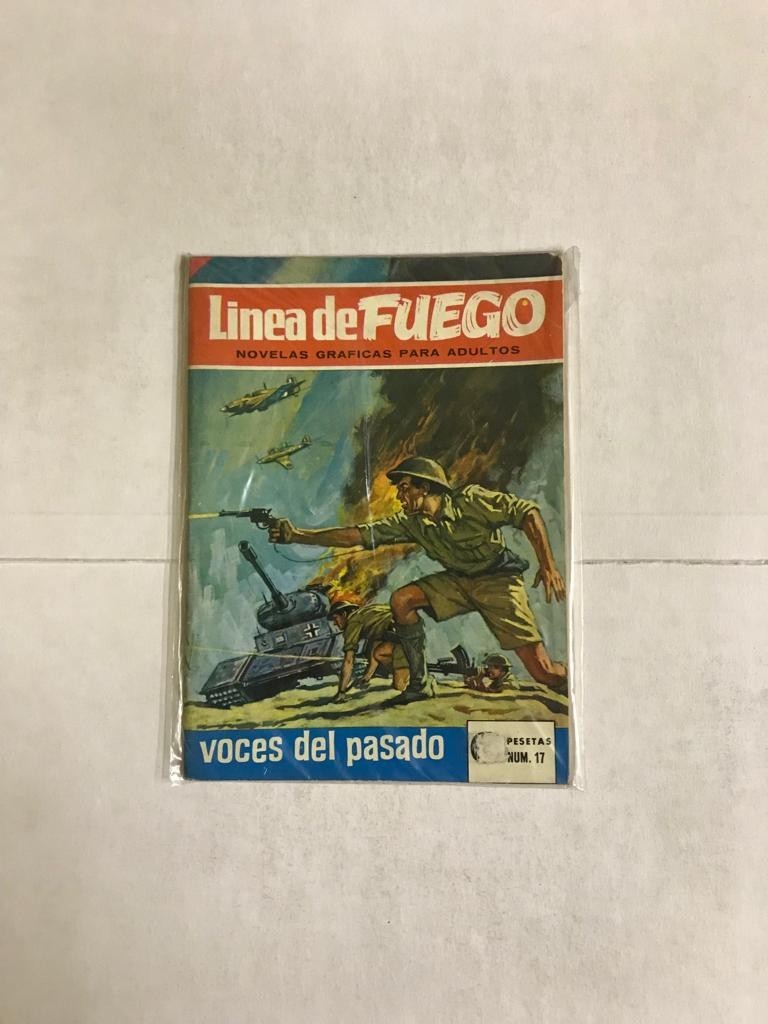 Linea de FUEGO
NOVELAS GRAFICAS PARA ADULTOS
voces del pasado
PESETAS
NUM. 17